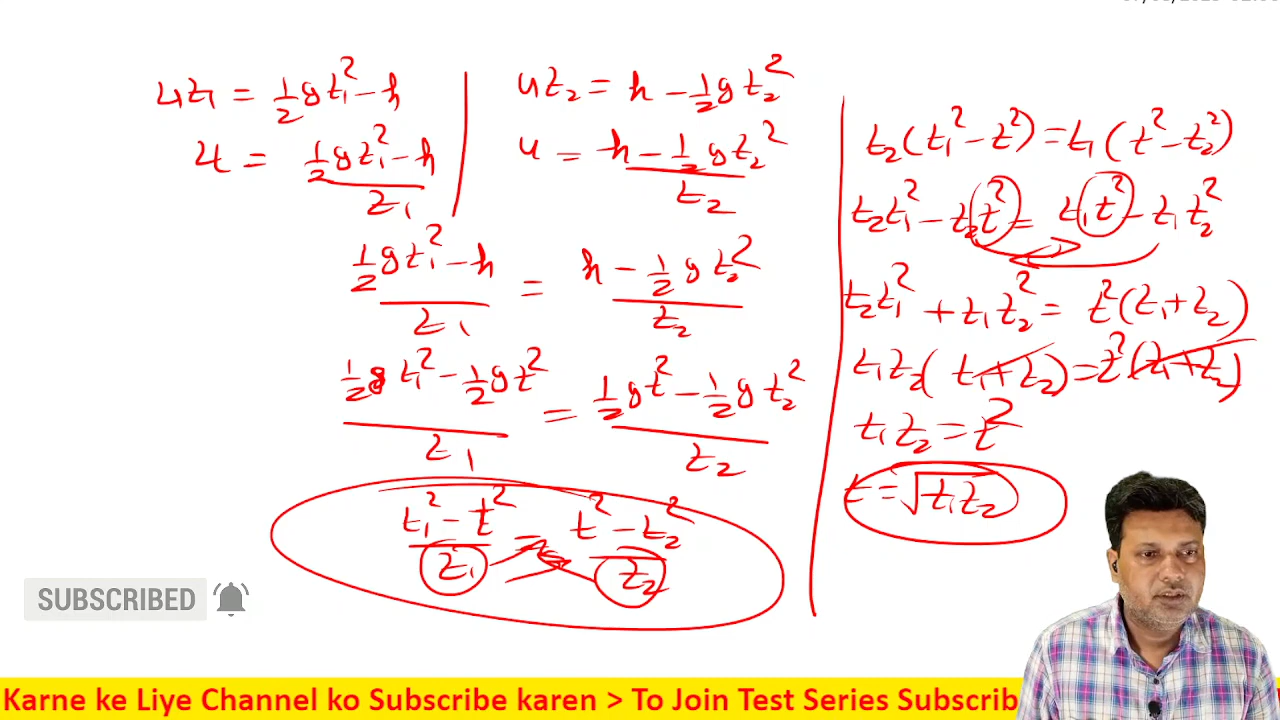 ut₁ = ½gt₁² - h
u = (½gt₁² - h)/t₁
ut₂ = h - ½gt₂²
u = (h - ½gt₂²)/t₂
(½gt₁² - h)/t₁ = (h - ½gt₂²)/t₂
(½g t₁² - ½gt²)/t₁ = (½gt² - ½gt₂²)/t₂
(t₁² - t²)/t₁ = (t² - t₂²)/t₂
t₂(t₁² - t²) = t₁(t² - t₂²)
t₂t₁² - t₂t² = t₁t² - t₁t₂²
t₂t₁² + t₁t₂² = t²(t₁+t₂)
t₁t₂(t₁+t₂) = t²(t₁+t₂)
t₁t₂ = t²
t = √t₁t₂
SUBSCRIBED
Karne ke Liye Channel ko Subscribe karen > To Join Test Series Subscrib